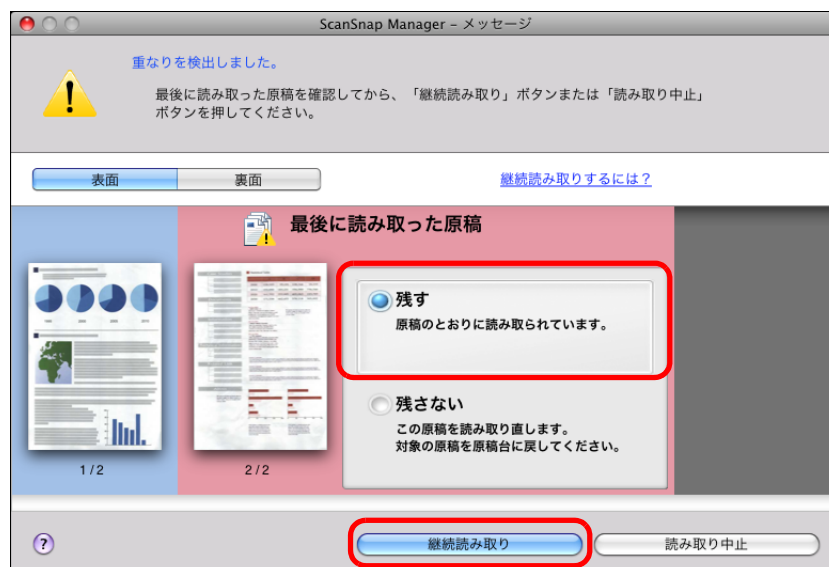 ScanSnap Manager – メッセージ
重なりを検出しました。
最後に読み取った原稿を確認してから、「継続読み取り」ボタンまたは「読み取り中止」
ボタンを押してください。
表面
裏面
継続読み取りするには？
最後に読み取った原稿
残す
原稿のとおりに読み取られています。
残さない
この原稿を読み取り直します。
対象の原稿を原稿台に戻してください。
1/2
2/2
?
継続読み取り
読み取り中止